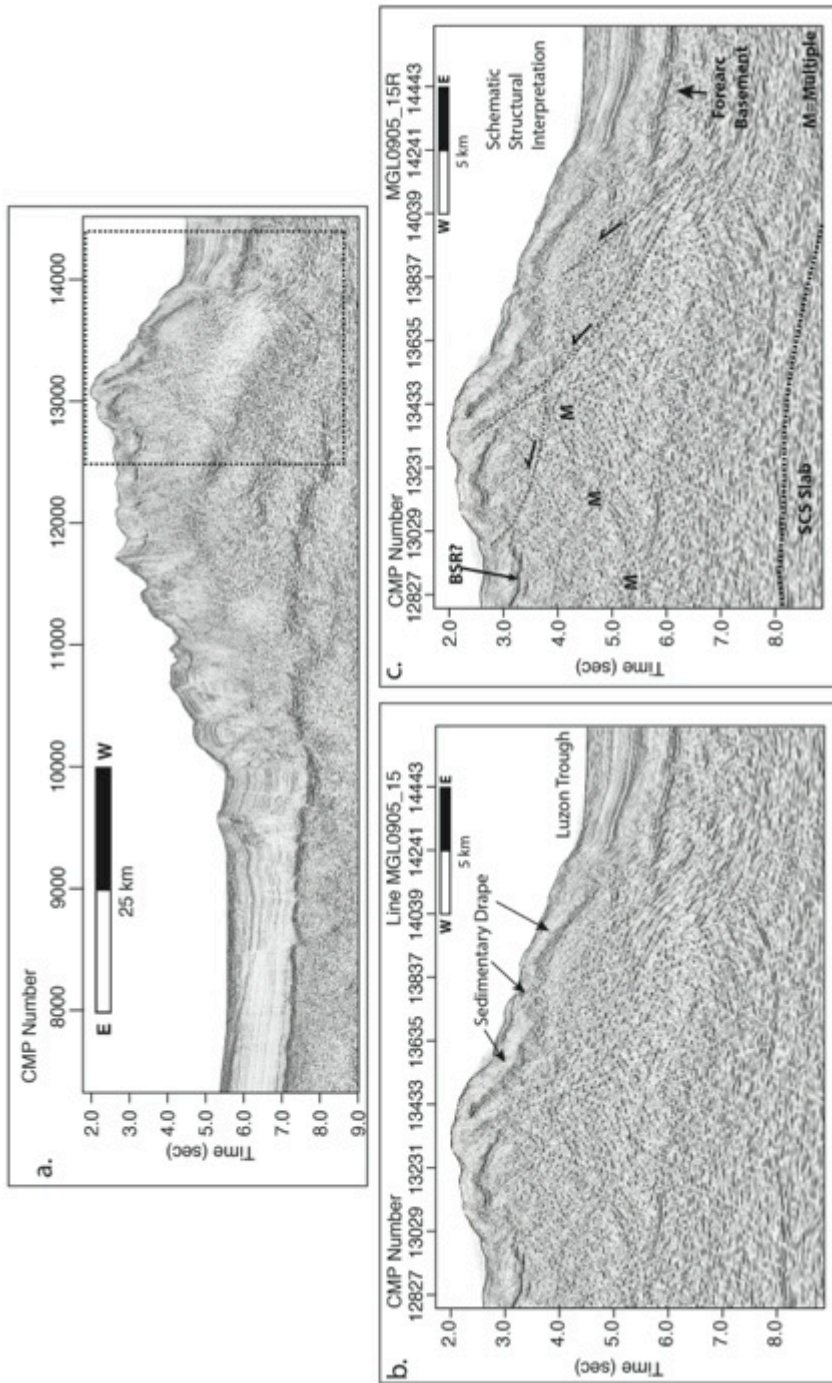 a.
CMP Number
8000 9000 10000 11000 12000 13000 14000
E 25 km W
Time (sec)
2.0
3.0
4.0
5.0
6.0
7.0
8.0
9.0
b.
CMP Number Line MGL0905_15
12827 13029 13231 13433 13635 13837 14039 14241 14443
W E
5 km
Sedimentary Drape
Luzon Trough
Time (sec)
2.0
3.0
4.0
5.0
6.0
7.0
8.0
c.
CMP Number MGL0905_15R
12827 13029 13231 13433 13635 13837 14039 14241 14443
W E
5 km
Schematic
Structural
Interpretation
BSR?
M
M
M
Forearc
Basement
SCS Slab
M=Multiple
Time (sec)
2.0
3.0
4.0
5.0
6.0
7.0
8.0